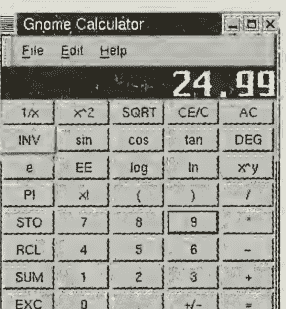 Gnome Calculator
File Edit Help
24.99
1/x x^2 SQRT CE/C AC
INV sin cos tan DEG
e EE log ln x^y
PI x! ( ) /
STO 7 8 9 *
RCL 4 5 6 -
SUM 1 2 3 +
EXC 0 . +/- =